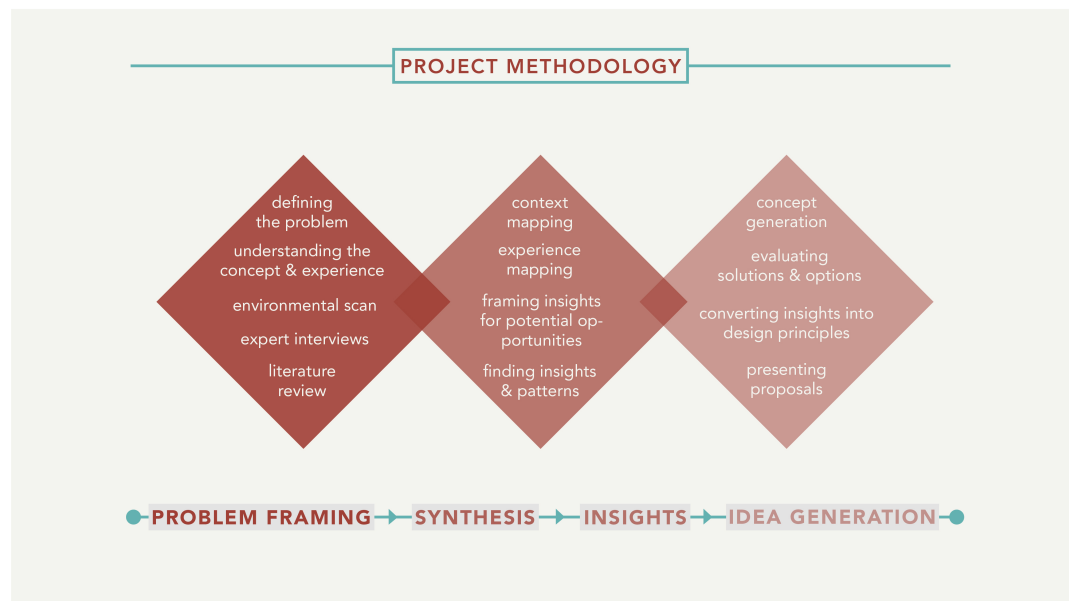 PROJECT METHODOLOGY
defining
the problem
understanding the
concept & experience
environmental scan
expert interviews
literature
review
context
mapping
experience
mapping
framing insights
for potential op-
portunities
finding insights
& patterns
concept
generation
evaluating
solutions & options
converting insights into
design principles
presenting
proposals
PROBLEM FRAMING
SYNTHESIS
INSIGHTS
IDEA GENERATION